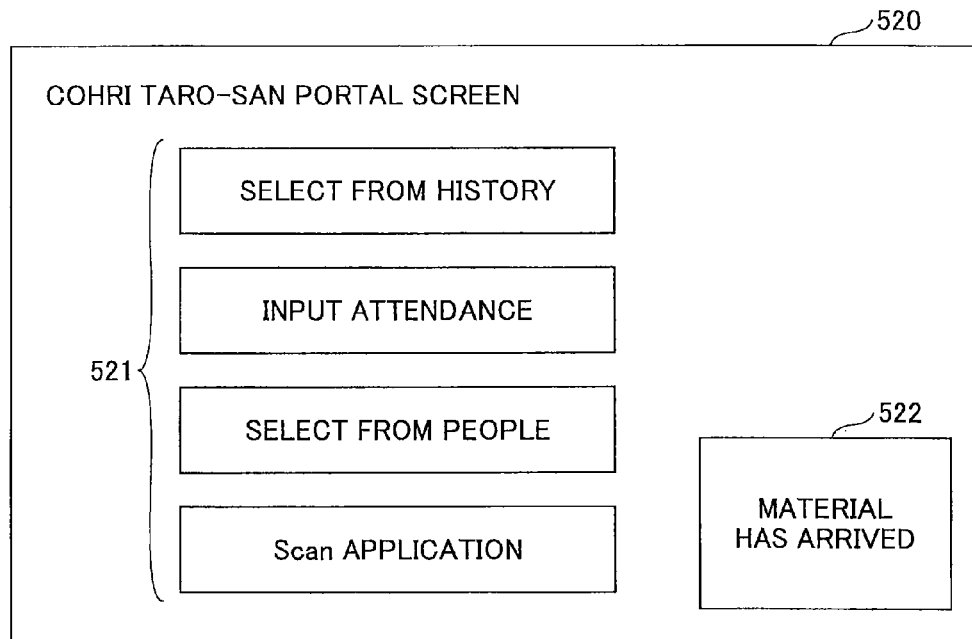 520
COHRI TARO-SAN PORTAL SCREEN
SELECT FROM HISTORY
INPUT ATTENDANCE
521
SELECT FROM PEOPLE
522
MATERIAL
HAS ARRIVED
Scan APPLICATION